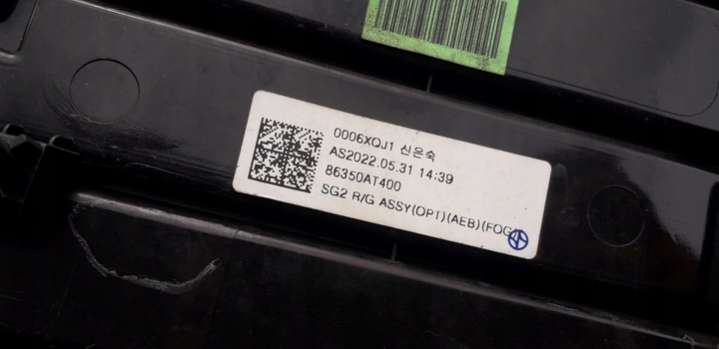 0006XQJ1 신은숙
AS2022.05.31 14:39
86350AT400
SG2 R/G ASSY(OPT)(AEB)(FOG)